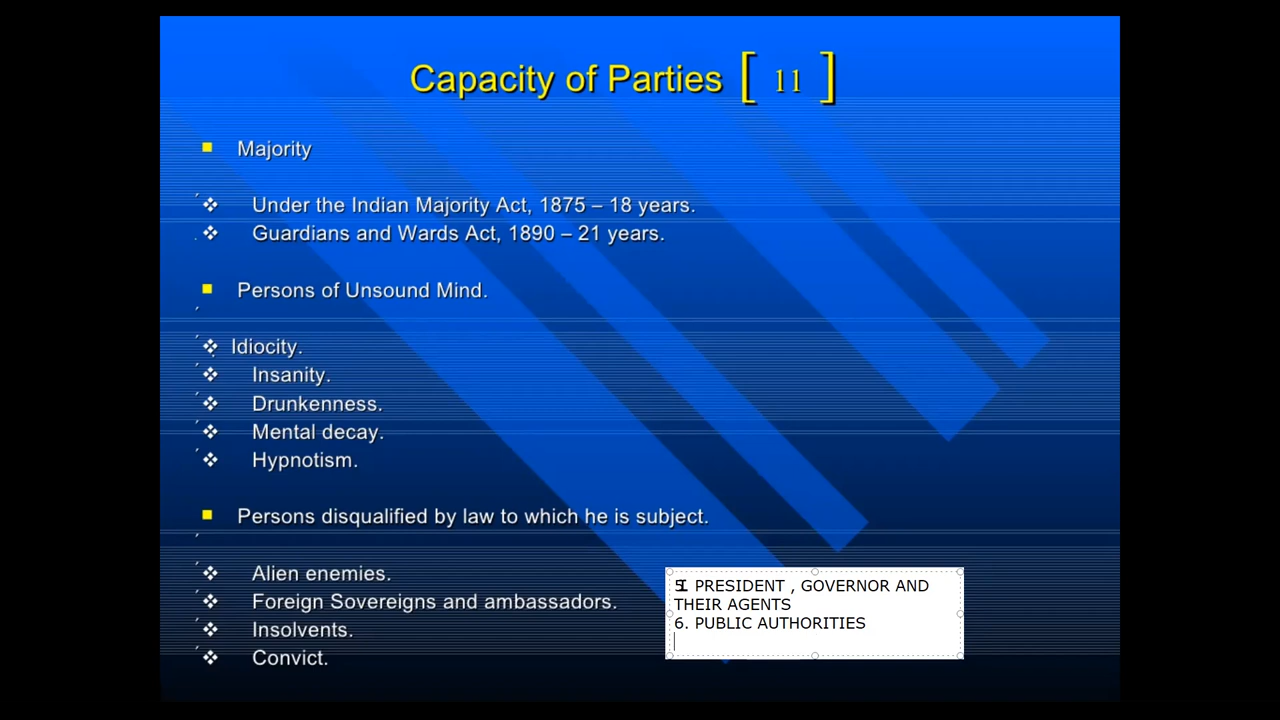 Capacity of Parties [ 11 ]
Majority
Under the Indian Majority Act, 1875 – 18 years.
Guardians and Wards Act, 1890 – 21 years.
Persons of Unsound Mind.
Idiocity.
Insanity.
Drunkenness.
Mental decay.
Hypnotism.
Persons disqualified by law to which he is subject.
Alien enemies.
Foreign Sovereigns and ambassadors.
Insolvents.
Convict.
5. PRESIDENT , GOVERNOR AND
THEIR AGENTS
6. PUBLIC AUTHORITIES